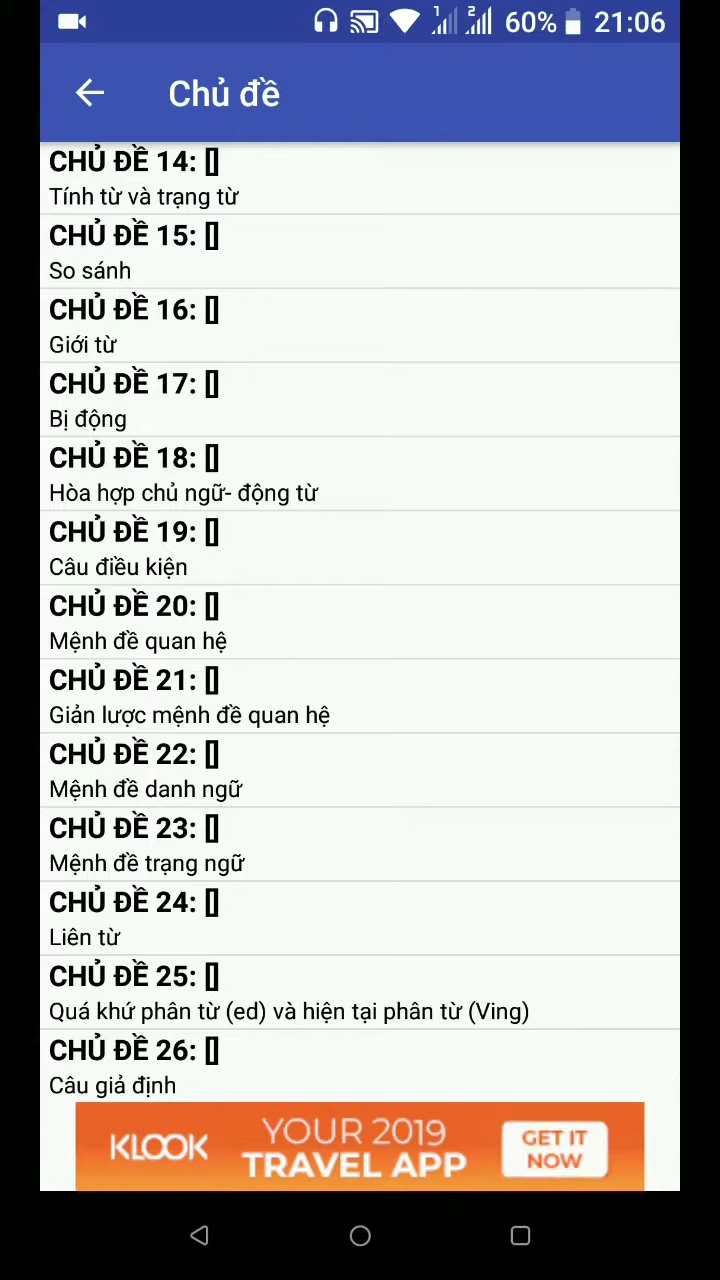 1 2 60% 21:06
Chủ đề
CHỦ ĐỀ 14: []
Tính từ và trạng từ
CHỦ ĐỀ 15: []
So sánh
CHỦ ĐỀ 16: []
Giới từ
CHỦ ĐỀ 17: []
Bị động
CHỦ ĐỀ 18: []
Hòa hợp chủ ngữ- động từ
CHỦ ĐỀ 19: []
Câu điều kiện
CHỦ ĐỀ 20: []
Mệnh đề quan hệ
CHỦ ĐỀ 21: []
Giản lược mệnh đề quan hệ
CHỦ ĐỀ 22: []
Mệnh đề danh ngữ
CHỦ ĐỀ 23: []
Mệnh đề trạng ngữ
CHỦ ĐỀ 24: []
Liên từ
CHỦ ĐỀ 25: []
Quá khứ phân từ (ed) và hiện tại phân từ (Ving)
CHỦ ĐỀ 26: []
Câu giả định
KLOOK
YOUR 2019
TRAVEL APP
GET IT
NOW